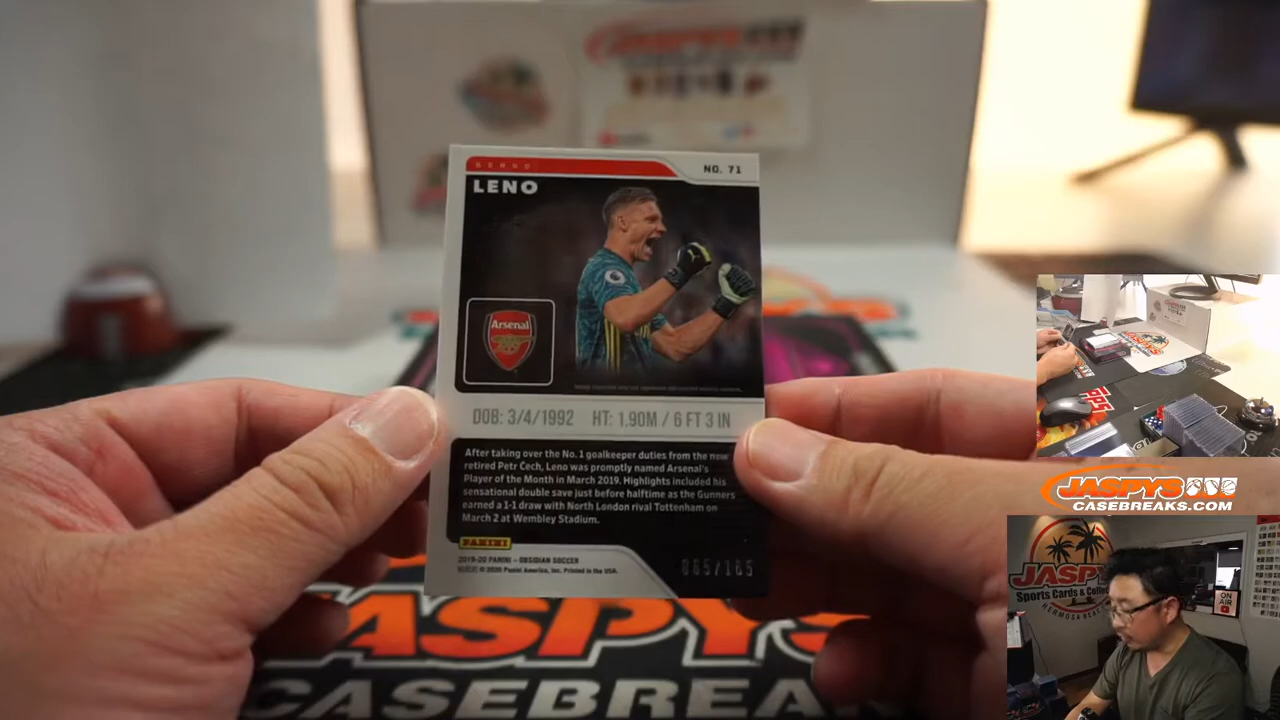 BERND
NO. 71
LENO
Arsenal
DOB: 3/4/1992 HT: 1.90M / 6 FT 3 IN
After taking over the No. 1 goalkeeper duties from the now
retired Petr Čech, Leno was promptly named Arsenal's
Player of the Month in March 2019. Highlights included his
sensational double save just before halftime as the Gunners
earned a 1-1 draw with North London rival Tottenham on
March 2 at Wembley Stadium.
PANINI
2019-20 PANINI – OBSIDIAN SOCCER
© 2020 Panini America, Inc. Printed in the USA.
JASPYS
CASEBREA
JASPYS
CASEBREAKS.COM
JASPY
Sports Cards & Coffee
HERMOSA BEACH
ON
AIR